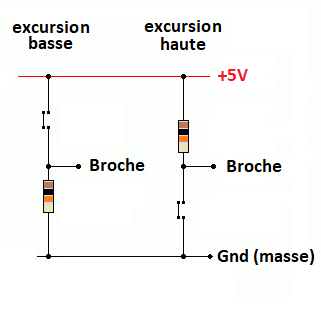 excursion
basse
excursion
haute
+5V
Broche
Broche
Gnd (masse)